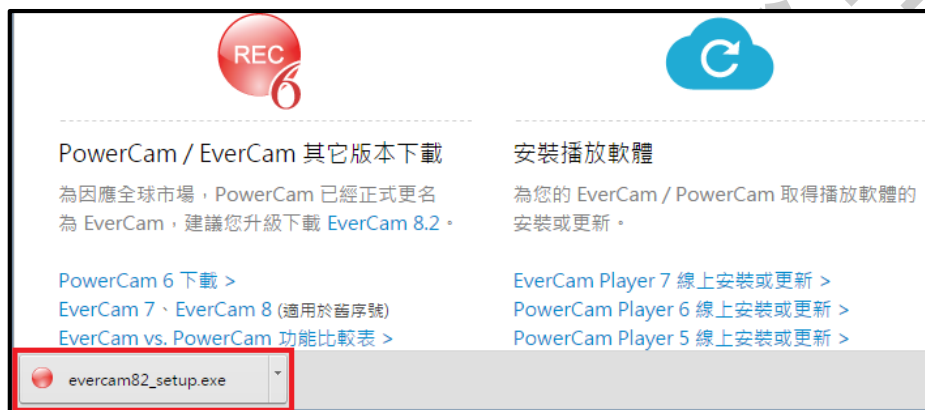 REC
6
PowerCam / EverCam 其它版本下載
為因應全球市場，PowerCam 已經正式更名
為 EverCam，建議您升級下載 EverCam 8.2。
PowerCam 6 下載 >
EverCam 7、EverCam 8 (適用於舊序號)
EverCam vs. PowerCam 功能比較表 >
安裝播放軟體
為您的 EverCam / PowerCam 取得播放軟體的
安裝或更新。
EverCam Player 7 線上安裝或更新 >
PowerCam Player 6 線上安裝或更新 >
PowerCam Player 5 線上安裝或更新 >
evercam82_setup.exe